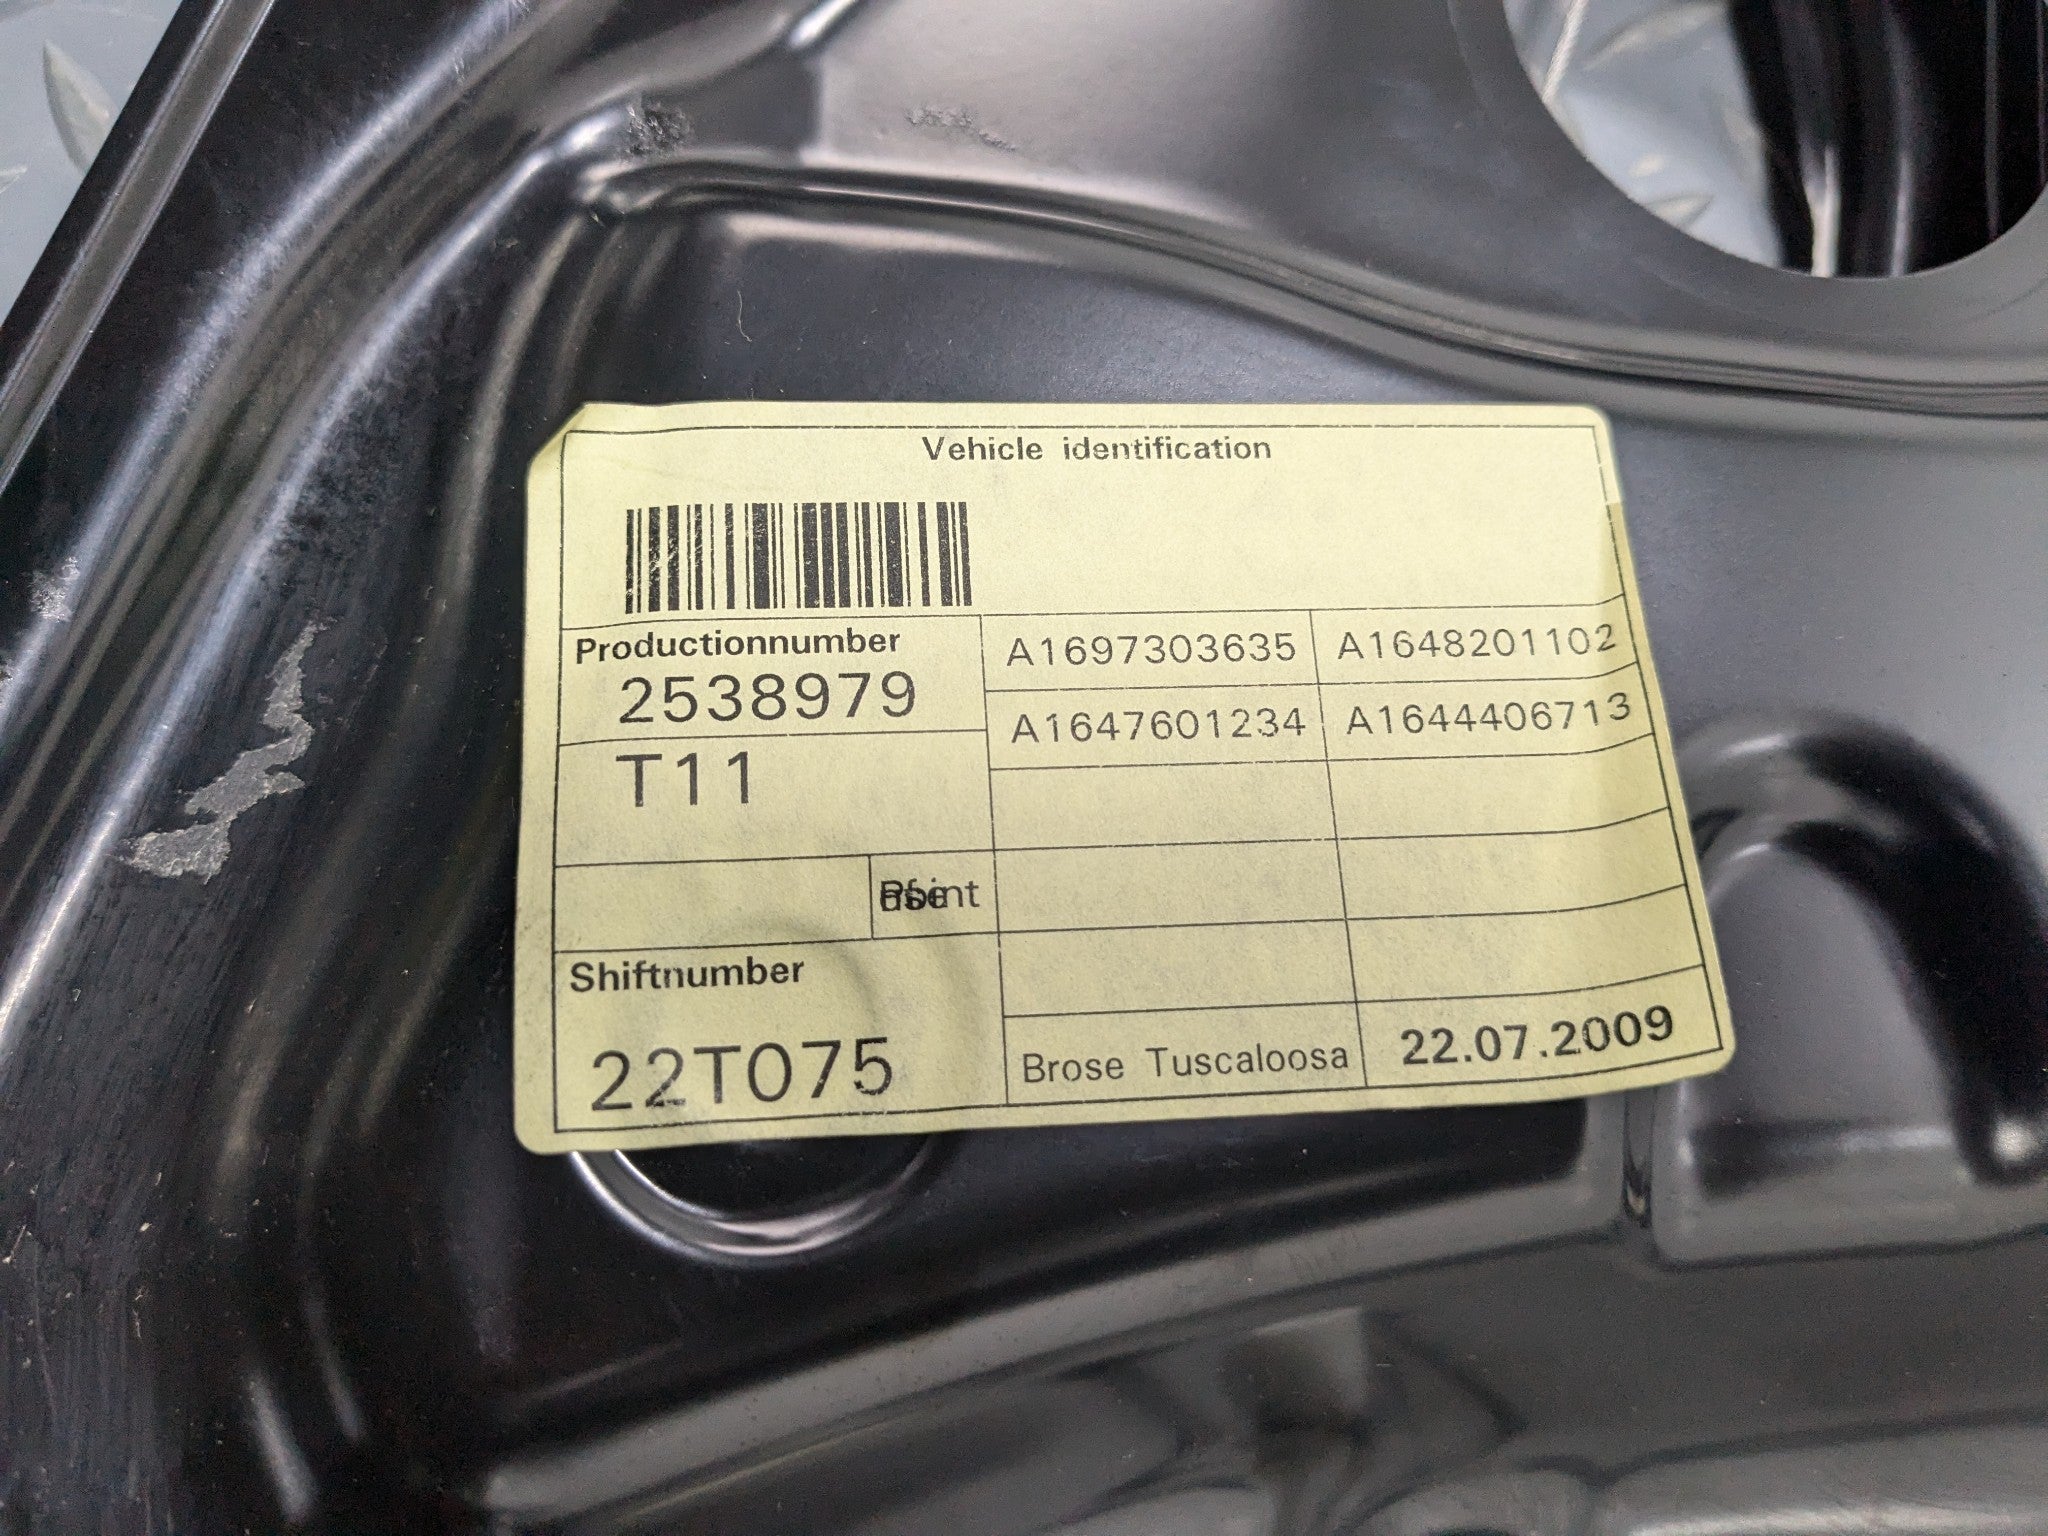 Vehicle identification
Productionnumber
2538979
A1697303635
A1648201102
A1647601234
A1644406713
T11
Shiftnumber
22T075
Brose Tuscaloosa
22.07.2009